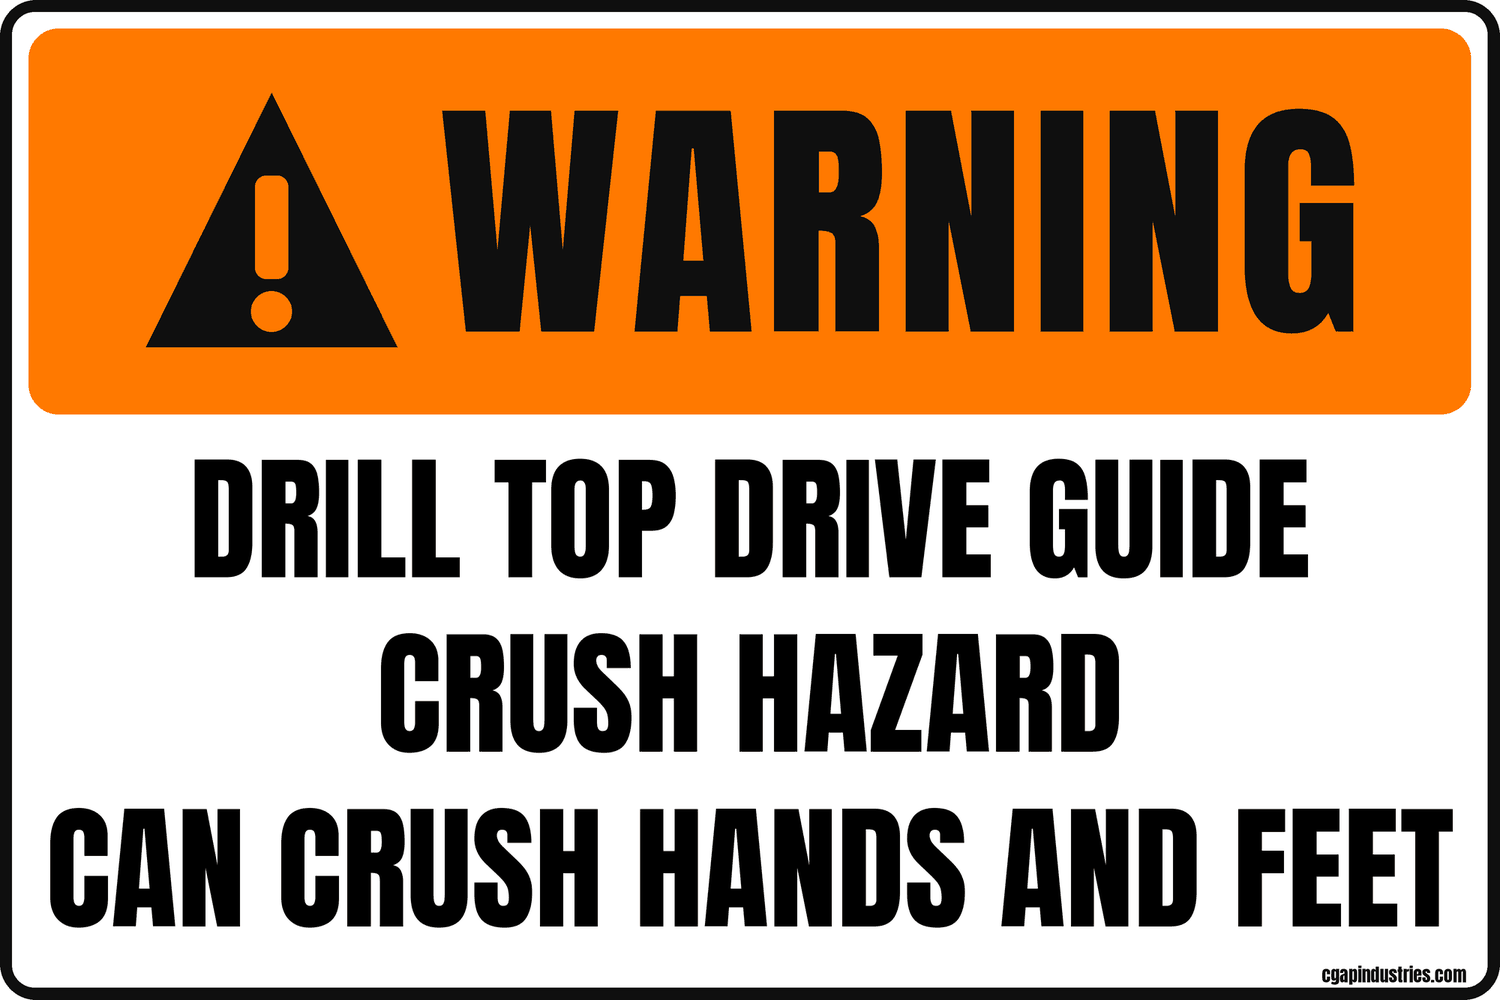 WARNING
DRILL TOP DRIVE GUIDE
CRUSH HAZARD
CAN CRUSH HANDS AND FEET
cgapindustries.com